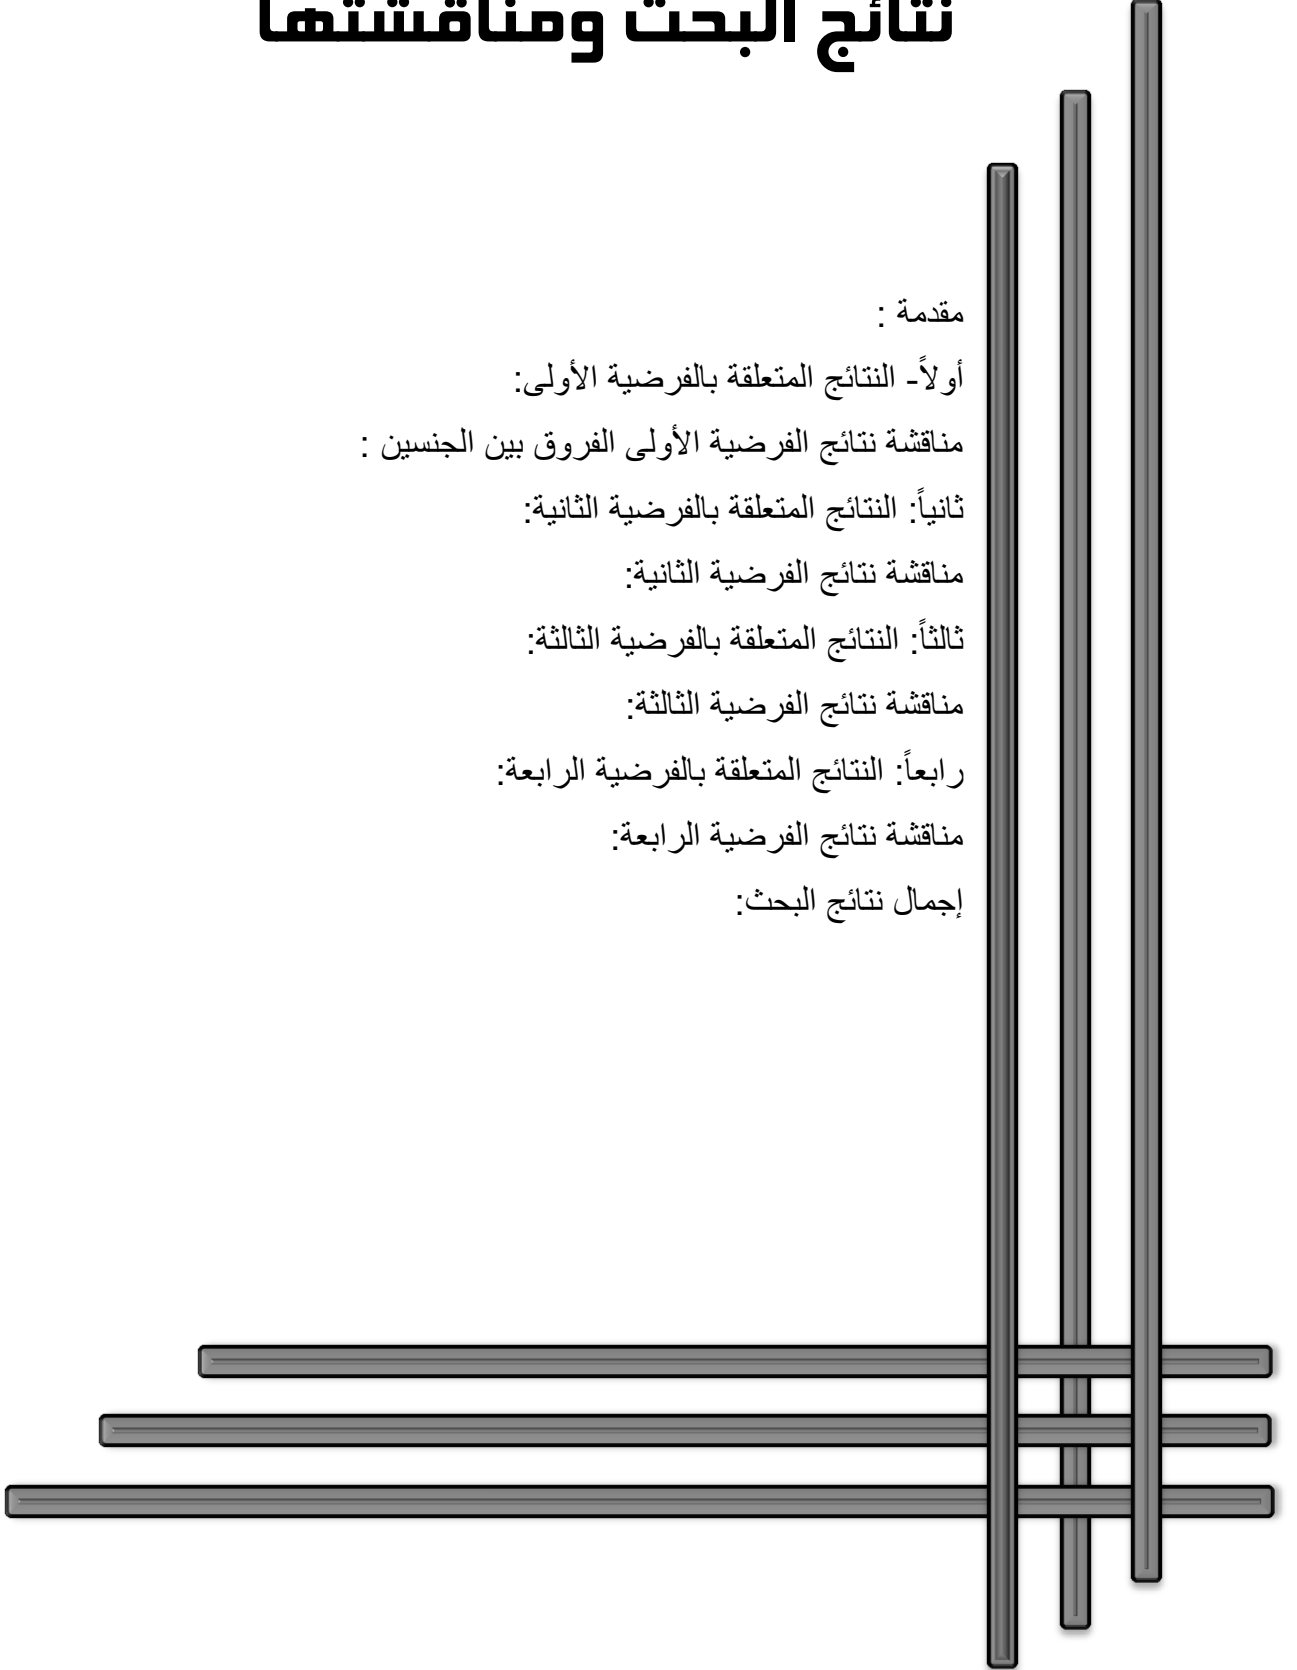 نتائج البحث ومناقشتها
مقدمة :
أولاً- النتائج المتعلقة بالفرضية الأولى:
مناقشة نتائج الفرضية الأولى الفروق بين الجنسين :
ثانياً: النتائج المتعلقة بالفرضية الثانية:
مناقشة نتائج الفرضية الثانية:
ثالثاً: النتائج المتعلقة بالفرضية الثالثة:
مناقشة نتائج الفرضية الثالثة:
رابعاً: النتائج المتعلقة بالفرضية الرابعة:
مناقشة نتائج الفرضية الرابعة:
إجمال نتائج البحث: